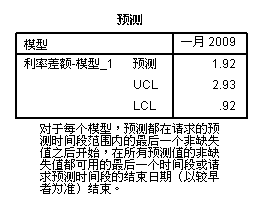 预测
模型 一月 2009
利率差额-模型_1 预测 1.92
UCL 2.93
LCL .92
对于每个模型，预测都在请求的预
测时间段范围内的最后一个非缺失
值之后开始，在所有预测值的非缺
失值都可用的最后一个时间段或请
求预测时间段的结束日期（以较早
者为准）结束。